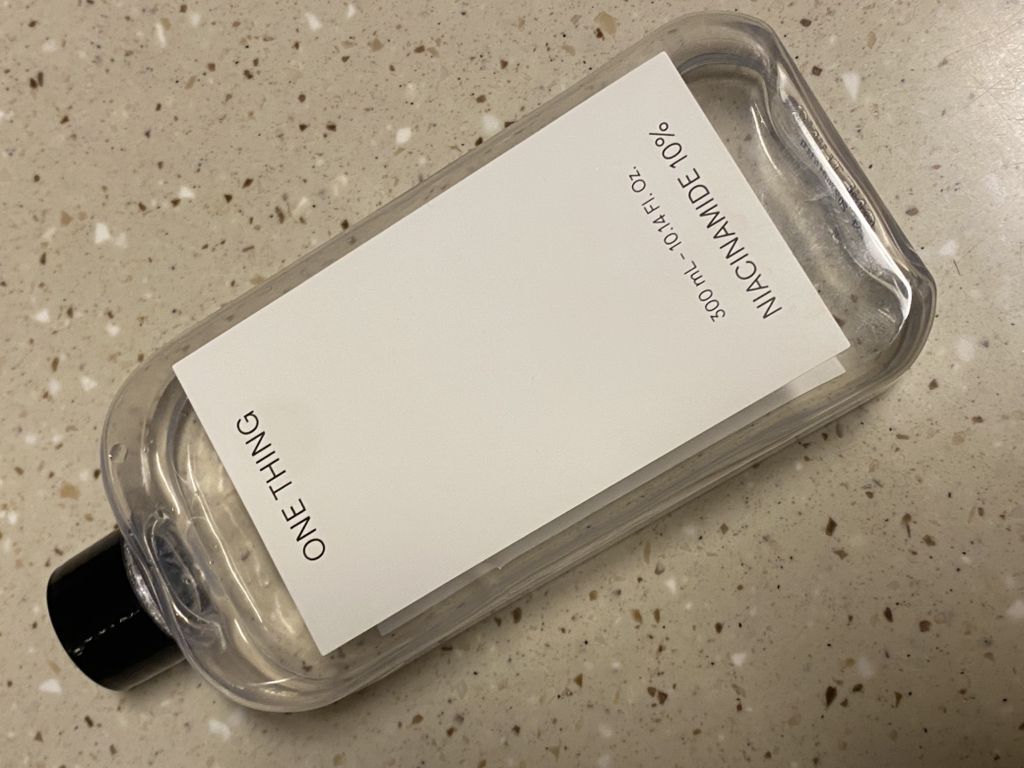 ONE THING
300 mL – 10.14 FL. OZ.
NIACINAMIDE 10%